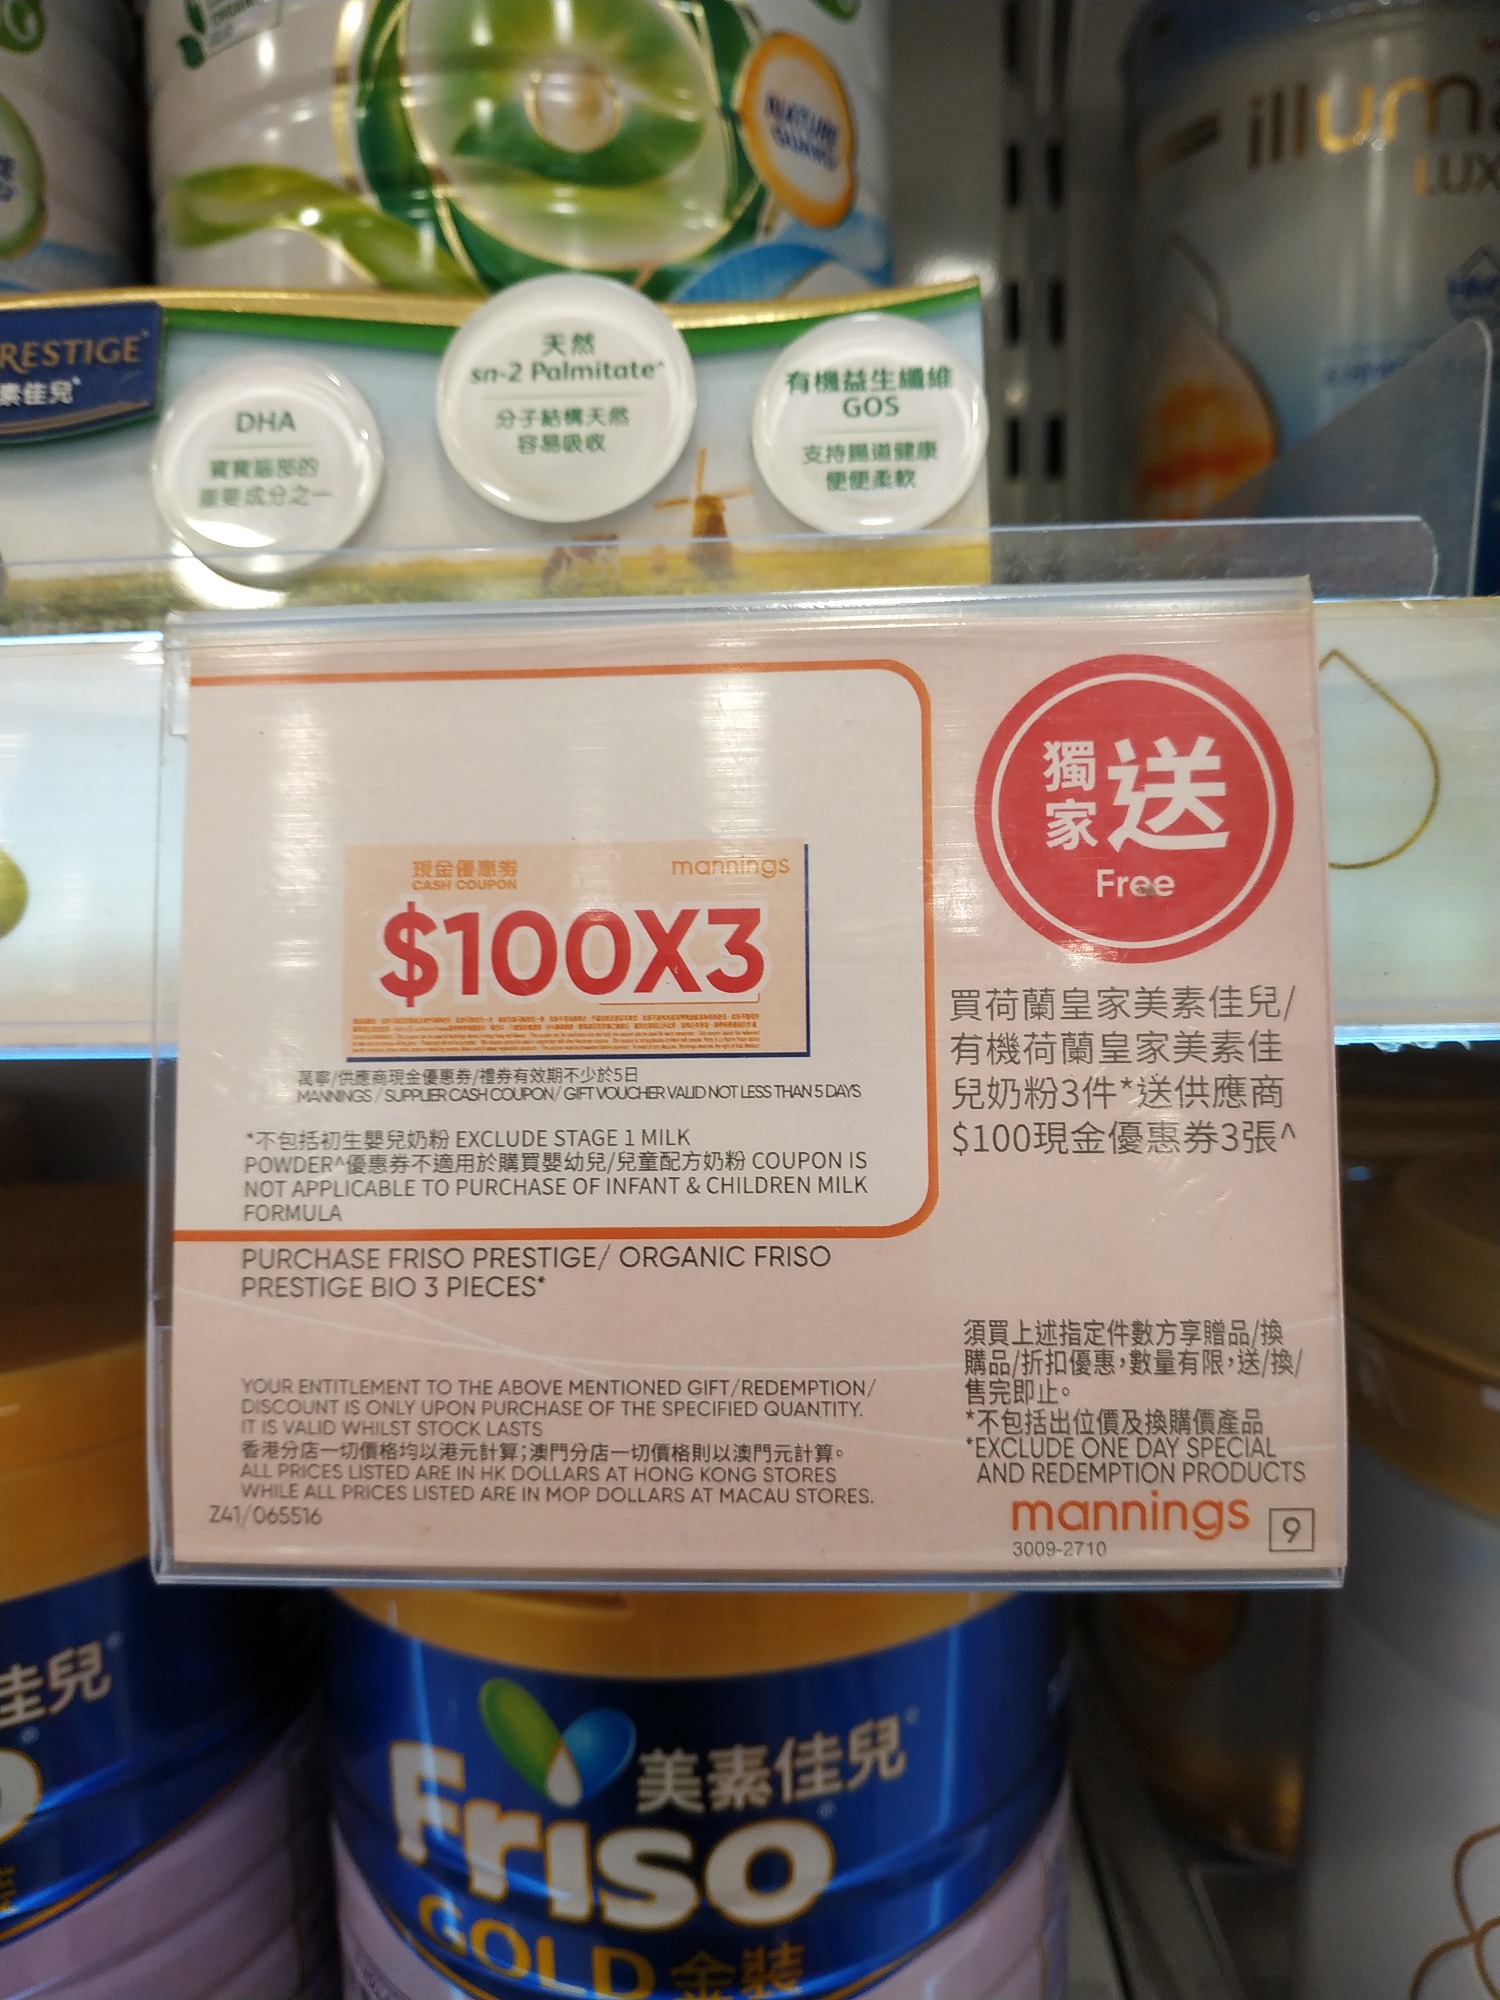 NATURE
GUARD
illuma
LUX
RESTIGE
素佳兒
DHA
寶寶腦部的
重要成分之一
天然
sn-2 Palmitate^
分子結構天然
容易吸收
有機益生纖維
GOS
支持腸道健康
便便柔軟
獨家送
Free
現金優惠券
CASH COUPON
mannings
$100X3
萬寧/供應商現金優惠券/禮券有效期不少於5日
MANNINGS / SUPPLIER CASH COUPON/ GIFT VOUCHER VALID NOT LESS THAN 5 DAYS
*不包括初生嬰兒奶粉 EXCLUDE STAGE 1 MILK
POWDER^優惠券不適用於購買嬰幼兒/兒童配方奶粉 COUPON IS
NOT APPLICABLE TO PURCHASE OF INFANT & CHILDREN MILK
FORMULA
買荷蘭皇家美素佳兒/
有機荷蘭皇家美素佳
兒奶粉3件*送供應商
$100現金優惠券3張^
PURCHASE FRISO PRESTIGE/ ORGANIC FRISO
PRESTIGE BIO 3 PIECES*
YOUR ENTITLEMENT TO THE ABOVE MENTIONED GIFT/REDEMPTION/
DISCOUNT IS ONLY UPON PURCHASE OF THE SPECIFIED QUANTITY.
IT IS VALID WHILST STOCK LASTS
香港分店一切價格均以港元計算;澳門分店一切價格則以澳門元計算。
ALL PRICES LISTED ARE IN HK DOLLARS AT HONG KONG STORES
WHILE ALL PRICES LISTED ARE IN MOP DOLLARS AT MACAU STORES.
Z41/065516
須買上述指定件數方享贈品/換
購品/折扣優惠,數量有限,送/換/
售完即止。
*不包括出位價及換購價產品
*EXCLUDE ONE DAY SPECIAL
AND REDEMPTION PRODUCTS
mannings
9
3009-2710
佳兒
美素佳兒
Friso
GOLD 金裝